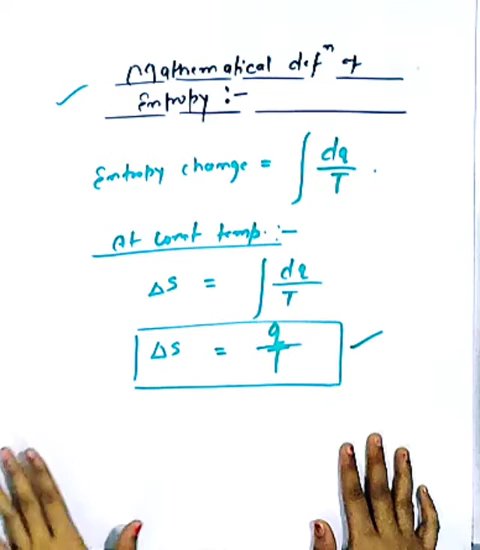 Mathematical defⁿ of
Entropy :-
Entropy change = ∫ dq/T .
At const temp. :-
ΔS = ∫ dq/T
ΔS = q/T